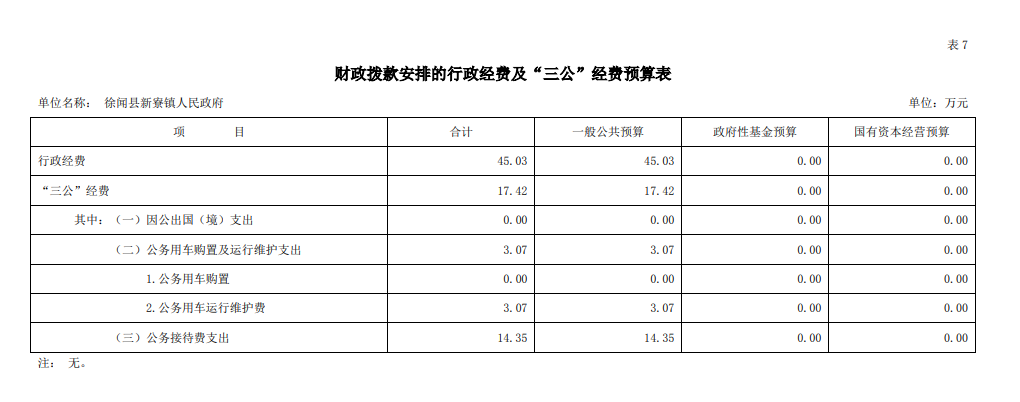 表 7
财政拨款安排的行政经费及“三公”经费预算表
单位名称： 徐闻县新寮镇人民政府 单位：万元
项 目 合计 一般公共预算 政府性基金预算 国有资本经营预算
行政经费 45.03 45.03 0.00 0.00
“三公”经费 17.42 17.42 0.00 0.00
其中：（一）因公出国（境）支出 0.00 0.00 0.00 0.00
（二）公务用车购置及运行维护支出 3.07 3.07 0.00 0.00
1.公务用车购置 0.00 0.00 0.00 0.00
2.公务用车运行维护费 3.07 3.07 0.00 0.00
（三）公务接待费支出 14.35 14.35 0.00 0.00
注： 无。